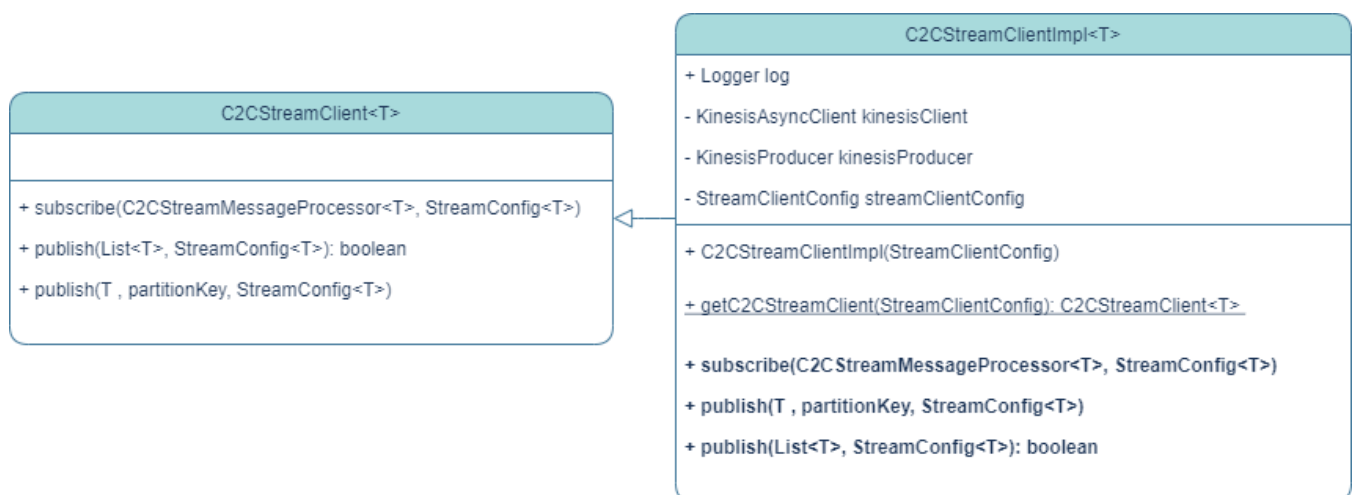 C2CStreamClient<T>
+ subscribe(C2CStreamMessageProcessor<T>, StreamConfig<T>)
+ publish(List<T>, StreamConfig<T>): boolean
+ publish(T , partitionKey, StreamConfig<T>)
C2CStreamClientImpl<T>
+ Logger log
- KinesisAsyncClient kinesisClient
- KinesisProducer kinesisProducer
- StreamClientConfig streamClientConfig
+ C2CStreamClientImpl(StreamClientConfig)
+ getC2CStreamClient(StreamClientConfig): C2CStreamClient<T>
+ subscribe(C2CStreamMessageProcessor<T>, StreamConfig<T>)
+ publish(T , partitionKey, StreamConfig<T>)
+ publish(List<T>, StreamConfig<T>): boolean